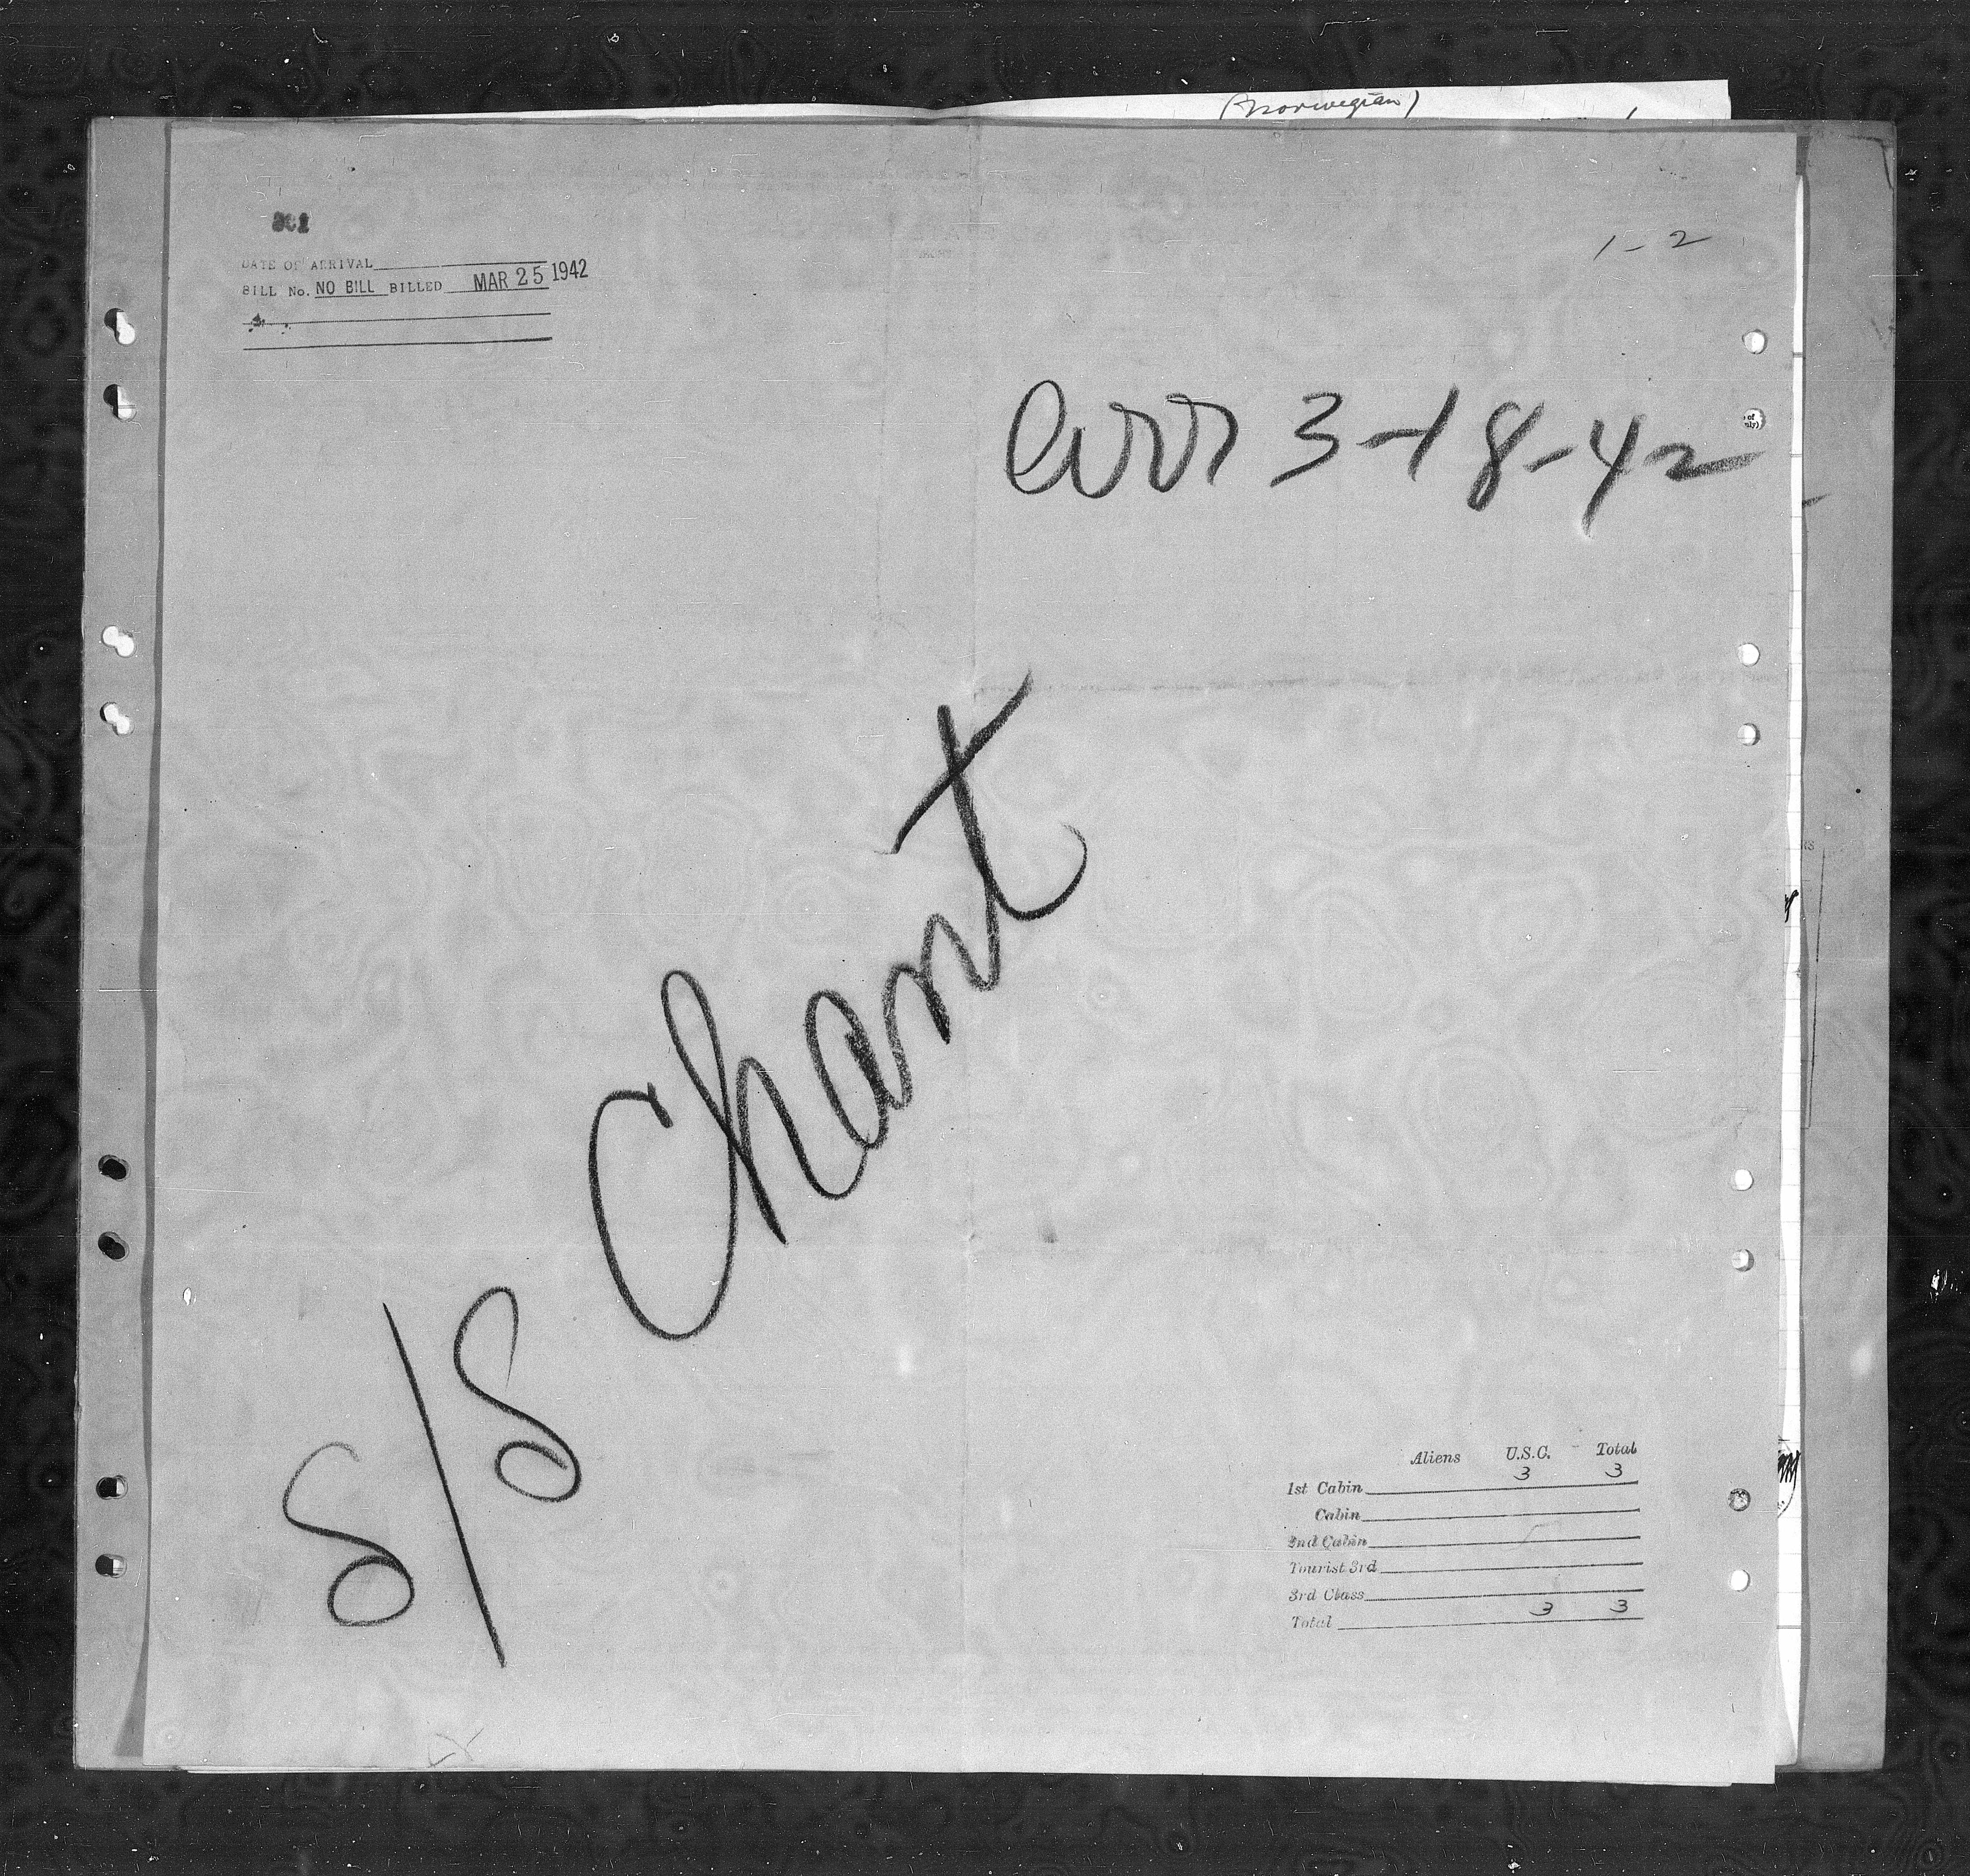 (Norwegian)
1-2
DATE OF ARRIVAL
BILL No. NO BILL BILLED MAR 25 1942
arr 3-18-42
S/S Chant
Aliens U.S.C. Total
1st Cabin 3 3
Cabin
2nd Cabin
Tourist 3rd
3rd Class
Total 3 3